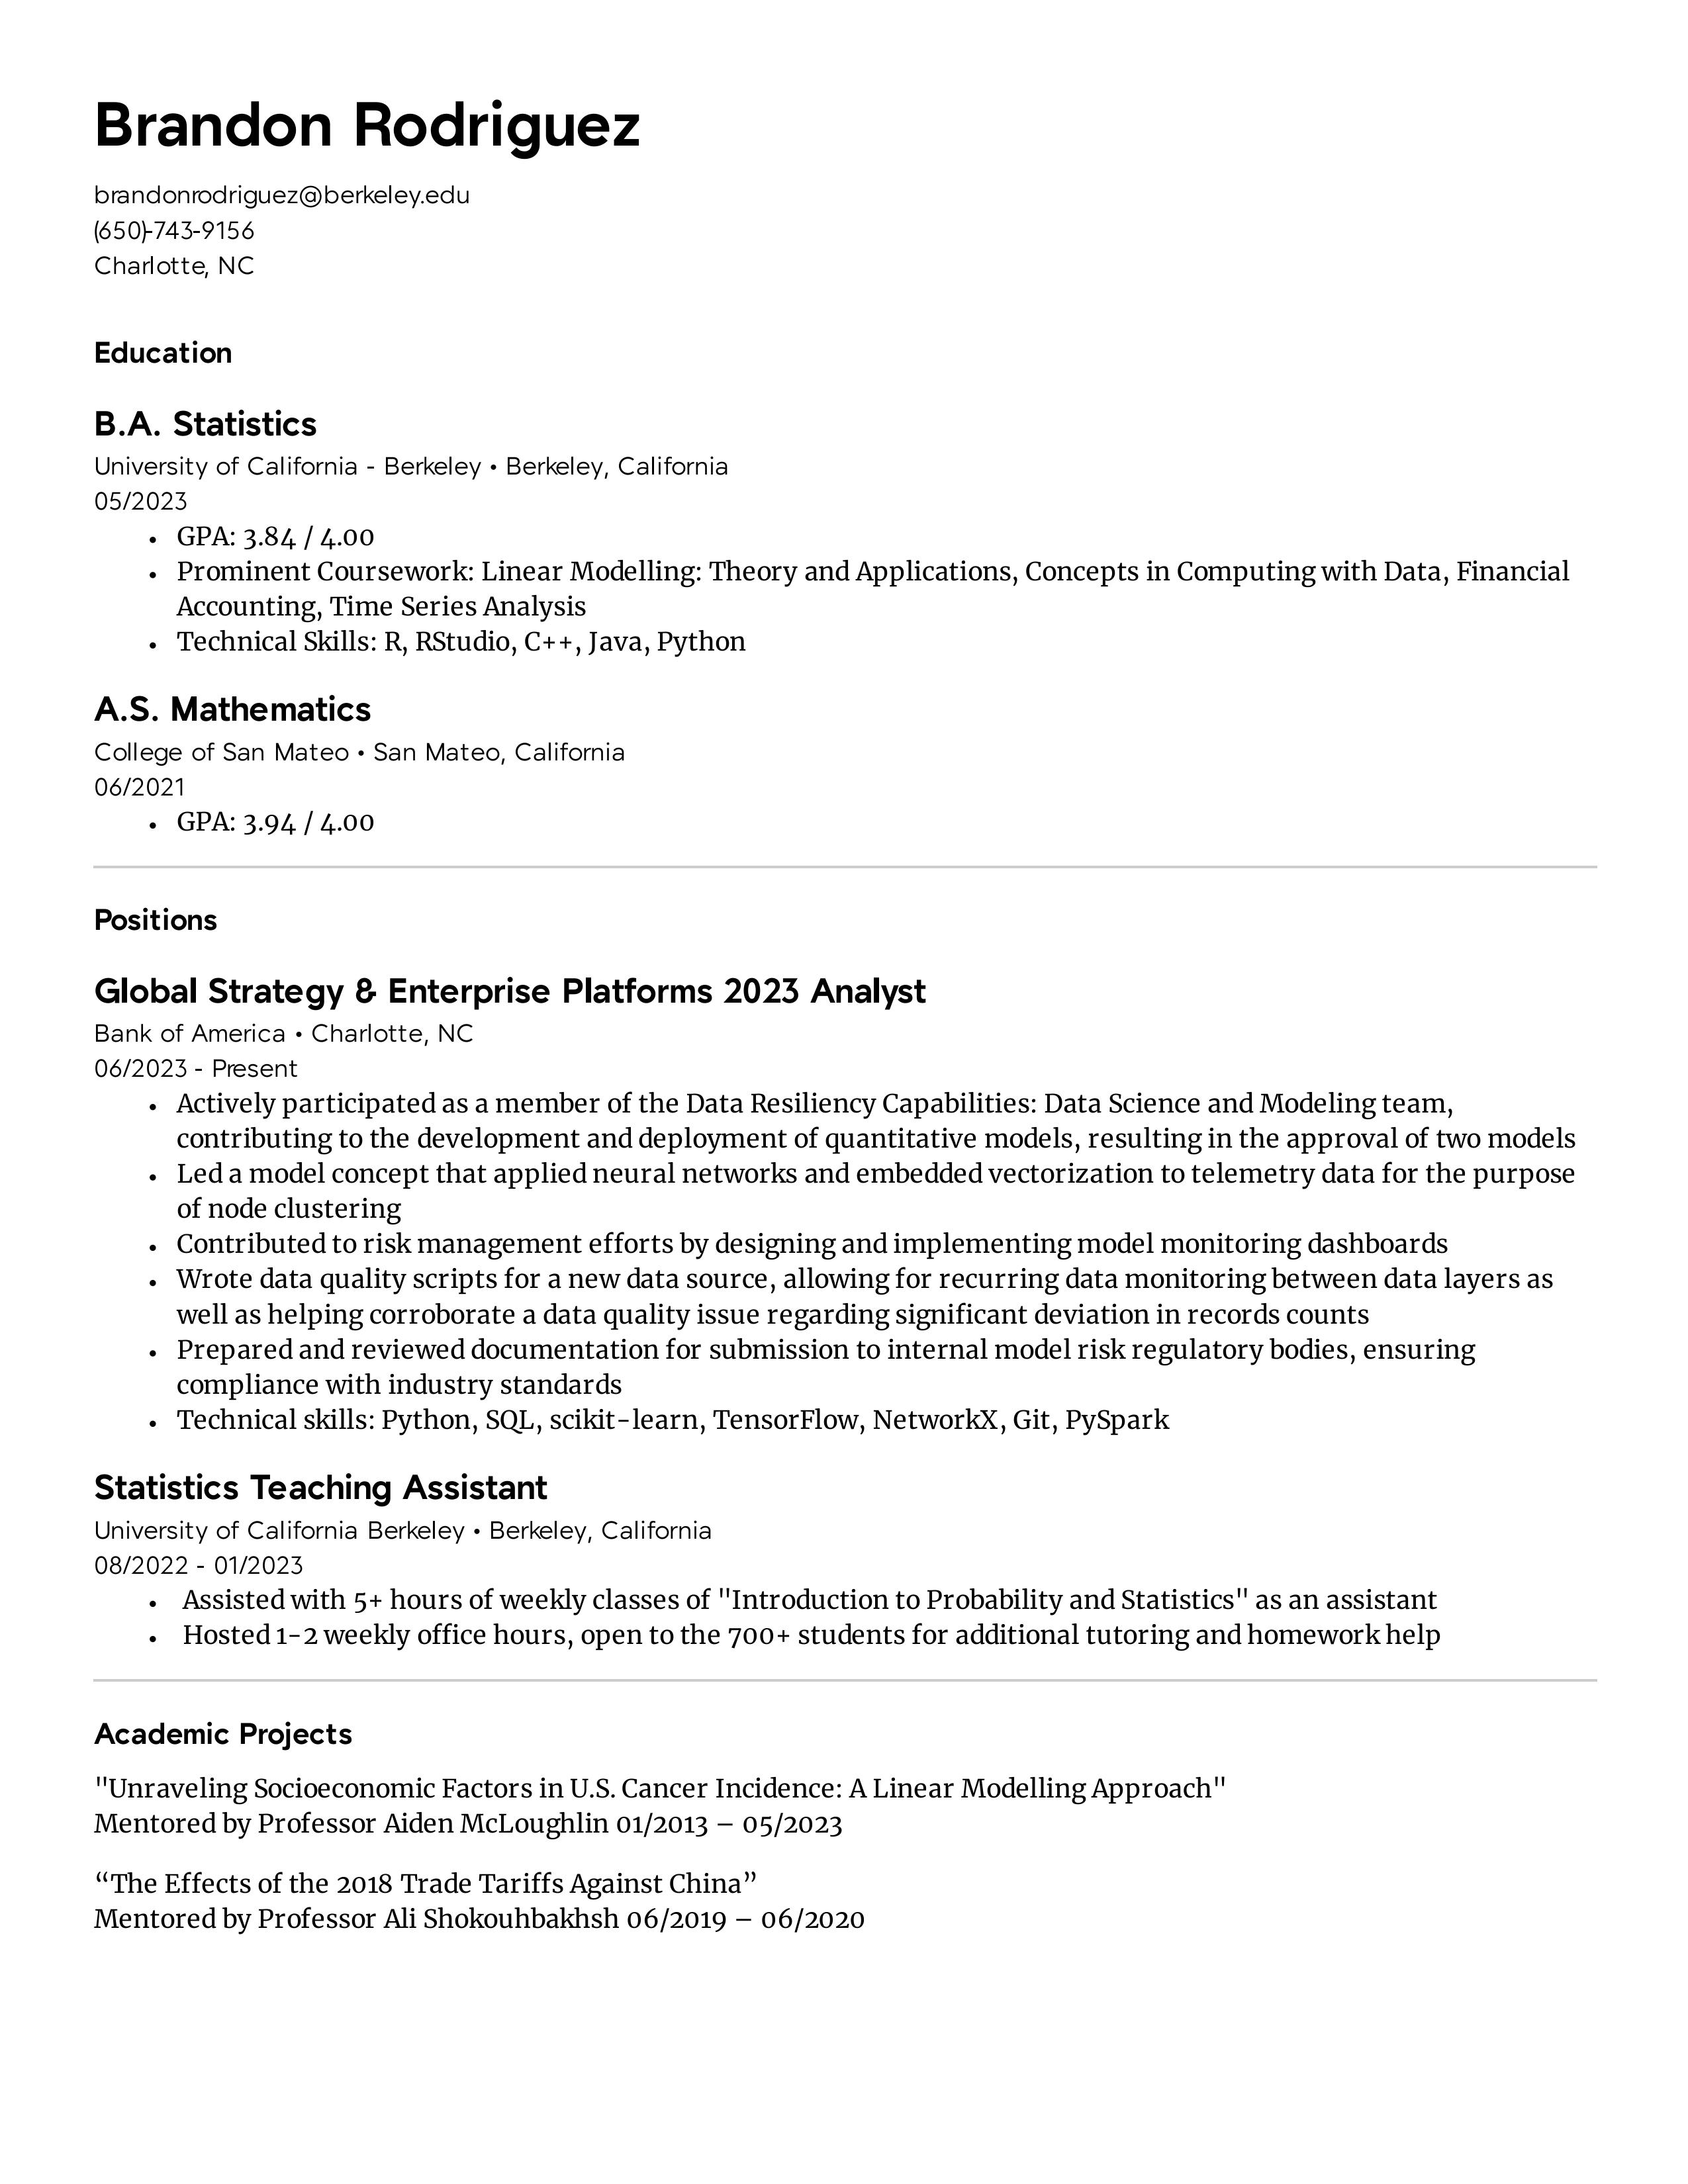 Brandon Rodriguez
brandonrodriguez@berkeley.edu
(650)-743-9156
Charlotte, NC
Education
B.A. Statistics
University of California - Berkeley • Berkeley, California
05/2023
• GPA: 3.84 / 4.00
• Prominent Coursework: Linear Modelling: Theory and Applications, Concepts in Computing with Data, Financial
Accounting, Time Series Analysis
• Technical Skills: R, RStudio, C++, Java, Python
A.S. Mathematics
College of San Mateo • San Mateo, California
06/2021
• GPA: 3.94 / 4.00
Positions
Global Strategy & Enterprise Platforms 2023 Analyst
Bank of America • Charlotte, NC
06/2023 - Present
• Actively participated as a member of the Data Resiliency Capabilities: Data Science and Modeling team,
contributing to the development and deployment of quantitative models, resulting in the approval of two models
• Led a model concept that applied neural networks and embedded vectorization to telemetry data for the purpose
of node clustering
• Contributed to risk management efforts by designing and implementing model monitoring dashboards
• Wrote data quality scripts for a new data source, allowing for recurring data monitoring between data layers as
well as helping corroborate a data quality issue regarding significant deviation in records counts
• Prepared and reviewed documentation for submission to internal model risk regulatory bodies, ensuring
compliance with industry standards
• Technical skills: Python, SQL, scikit-learn, TensorFlow, NetworkX, Git, PySpark
Statistics Teaching Assistant
University of California Berkeley • Berkeley, California
08/2022 - 01/2023
• Assisted with 5+ hours of weekly classes of "Introduction to Probability and Statistics" as an assistant
• Hosted 1-2 weekly office hours, open to the 700+ students for additional tutoring and homework help
Academic Projects
"Unraveling Socioeconomic Factors in U.S. Cancer Incidence: A Linear Modelling Approach"
Mentored by Professor Aiden McLoughlin 01/2013 – 05/2023
“The Effects of the 2018 Trade Tariffs Against China”
Mentored by Professor Ali Shokouhbakhsh 06/2019 – 06/2020